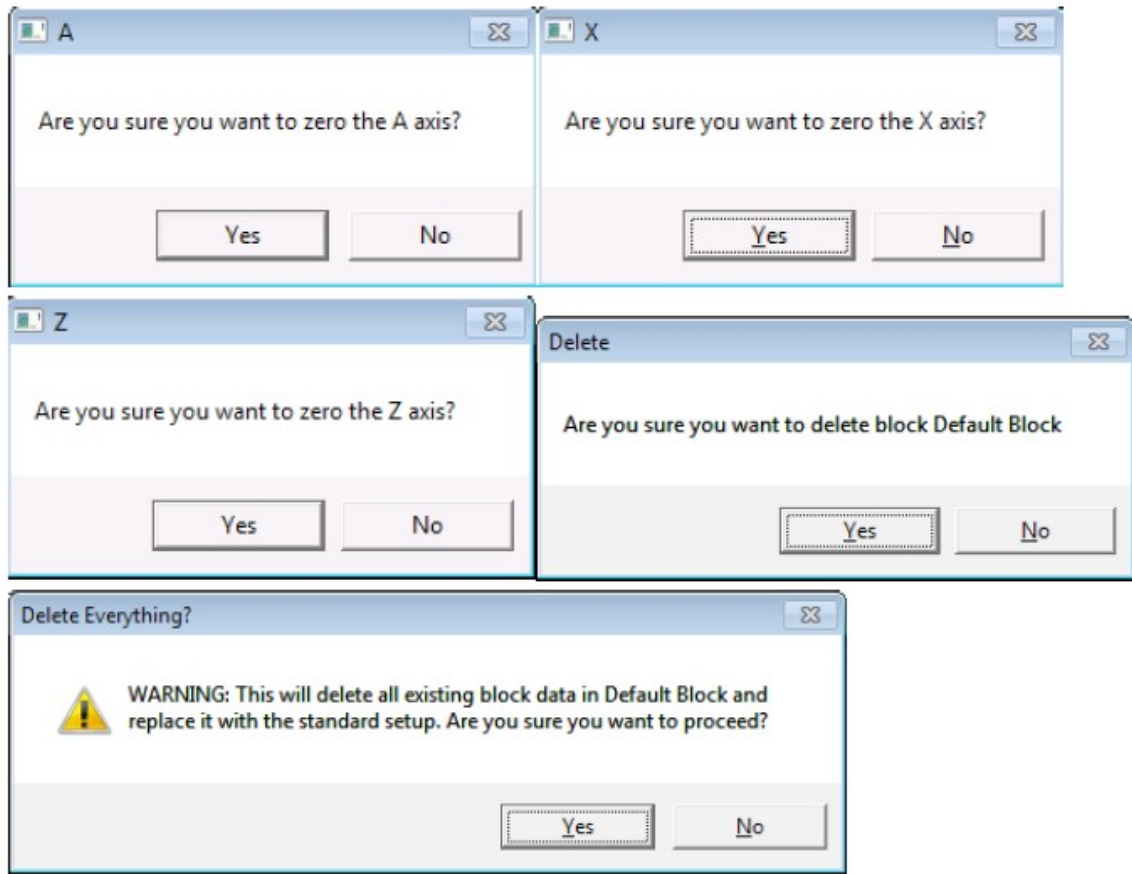 A
Are you sure you want to zero the A axis?
Yes No
X
Are you sure you want to zero the X axis?
Yes No
Z
Are you sure you want to zero the Z axis?
Yes No
Delete
Are you sure you want to delete block Default Block
Yes No
Delete Everything?
WARNING: This will delete all existing block data in Default Block and
replace it with the standard setup. Are you sure you want to proceed?
Yes No